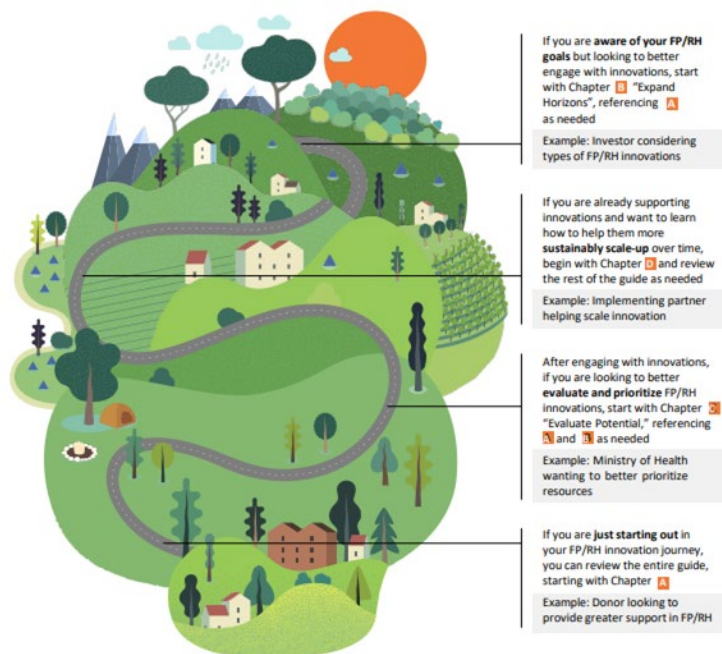 If you are aware of your FP/RH
goals but looking to better
engage with innovations, start
with Chapter B "Expand
Horizons", referencing A
as needed
Example: Investor considering
types of FP/RH innovations
If you are already supporting
innovations and want to learn
how to help them more
sustainably scale-up over time,
begin with Chapter D and review
the rest of the guide as needed
Example: Implementing partner
helping scale innovation
After engaging with innovations,
if you are looking to better
evaluate and prioritize FP/RH
innovations, start with Chapter C
"Evaluate Potential," referencing
A and B as needed
Example: Ministry of Health
wanting to better prioritize
resources
If you are just starting out in
your FP/RH innovation journey,
you can review the entire guide,
starting with Chapter A
Example: Donor looking to
provide greater support in FP/RH